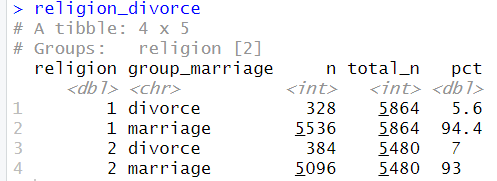 > religion_divorce
# A tibble: 4 x 5
# Groups:   religion [2]
  religion group_marriage     n total_n   pct
     <dbl> <chr>          <int>   <int> <dbl>
1        1 divorce          328    5864   5.6
2        1 marriage        5536    5864  94.4
3        2 divorce          384    5480   7
4        2 marriage        5096    5480  93